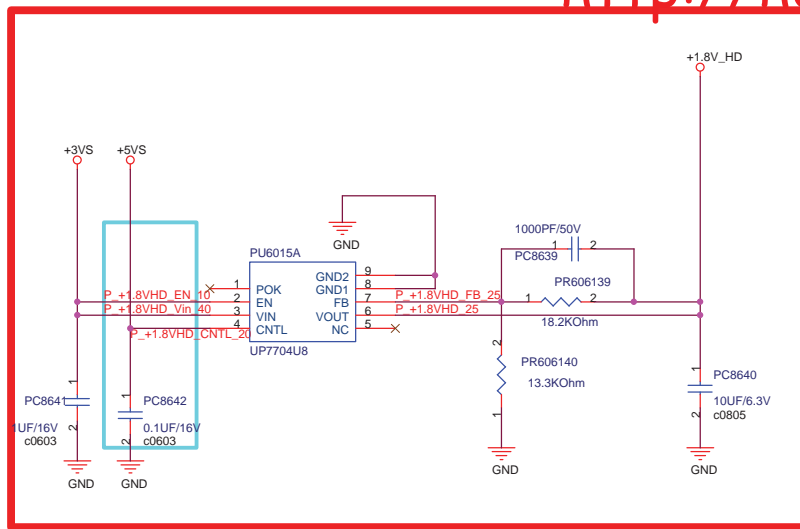 +1.8V_HD
+3VS
+5VS
GND
1000PF/50V
1 2
PC8639
PU6015A
PR606139
1 2
18.2KOhm
P_+1.8VHD_EN_10
P_+1.8VHD_Vin_40
P_+1.8VHD_CNTL_20
1 POK
2 EN
3 VIN
4 CNTL
GND2 9
GND1 8
FB 7
VOUT 6
NC 5
P_+1.8VHD_FB_25
P_+1.8VHD_25
UP7704U8
2
PR606140
13.3KOhm
1
GND
1
PC8640
10UF/6.3V
2
c0805
GND
1
PC8641
1UF/16V
2
c0603
GND
1
PC8642
0.1UF/16V
2
c0603
GND